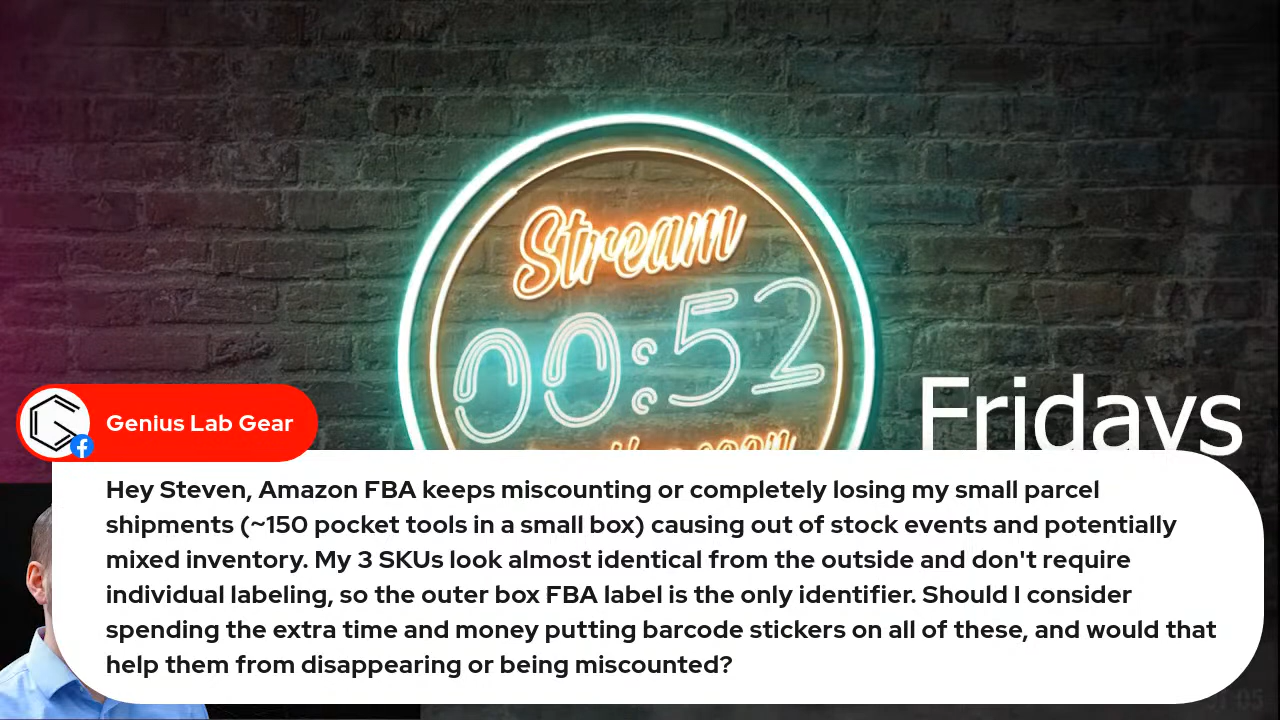 Stream
00:52
Fridays
Genius Lab Gear
Hey Steven, Amazon FBA keeps miscounting or completely losing my small parcel
shipments (~150 pocket tools in a small box) causing out of stock events and potentially
mixed inventory. My 3 SKUs look almost identical from the outside and don't require
individual labeling, so the outer box FBA label is the only identifier. Should I consider
spending the extra time and money putting barcode stickers on all of these, and would that
help them from disappearing or being miscounted?